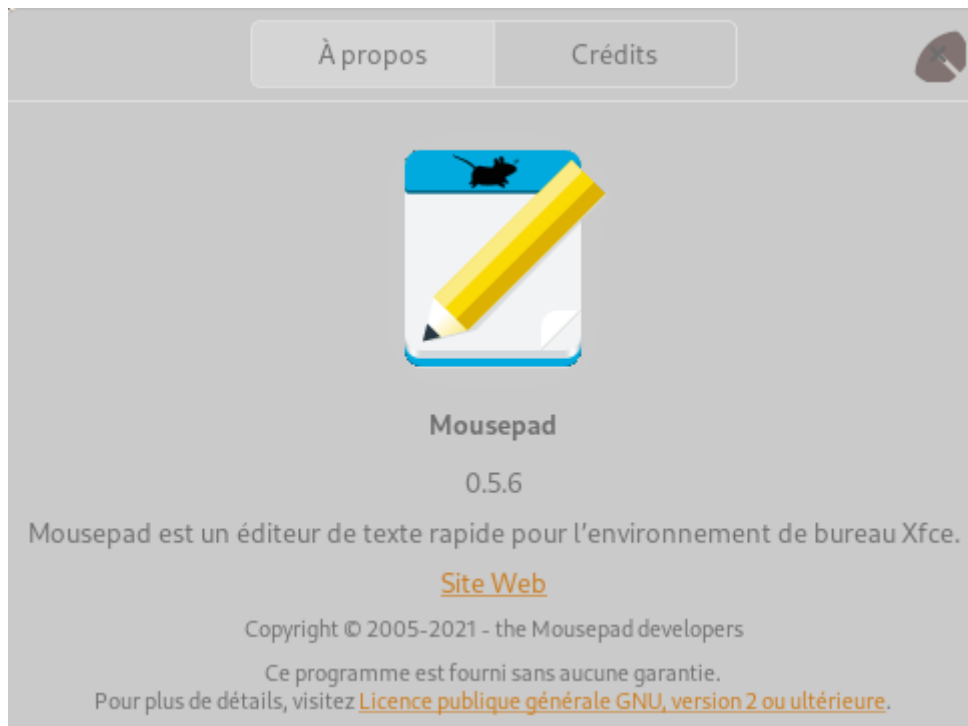 À propos
Crédits
Mousepad
0.5.6
Mousepad est un éditeur de texte rapide pour l'environnement de bureau Xfce.
Site Web
Copyright © 2005-2021 - the Mousepad developers
Ce programme est fourni sans aucune garantie.
Pour plus de détails, visitez Licence publique générale GNU, version 2 ou ultérieure.